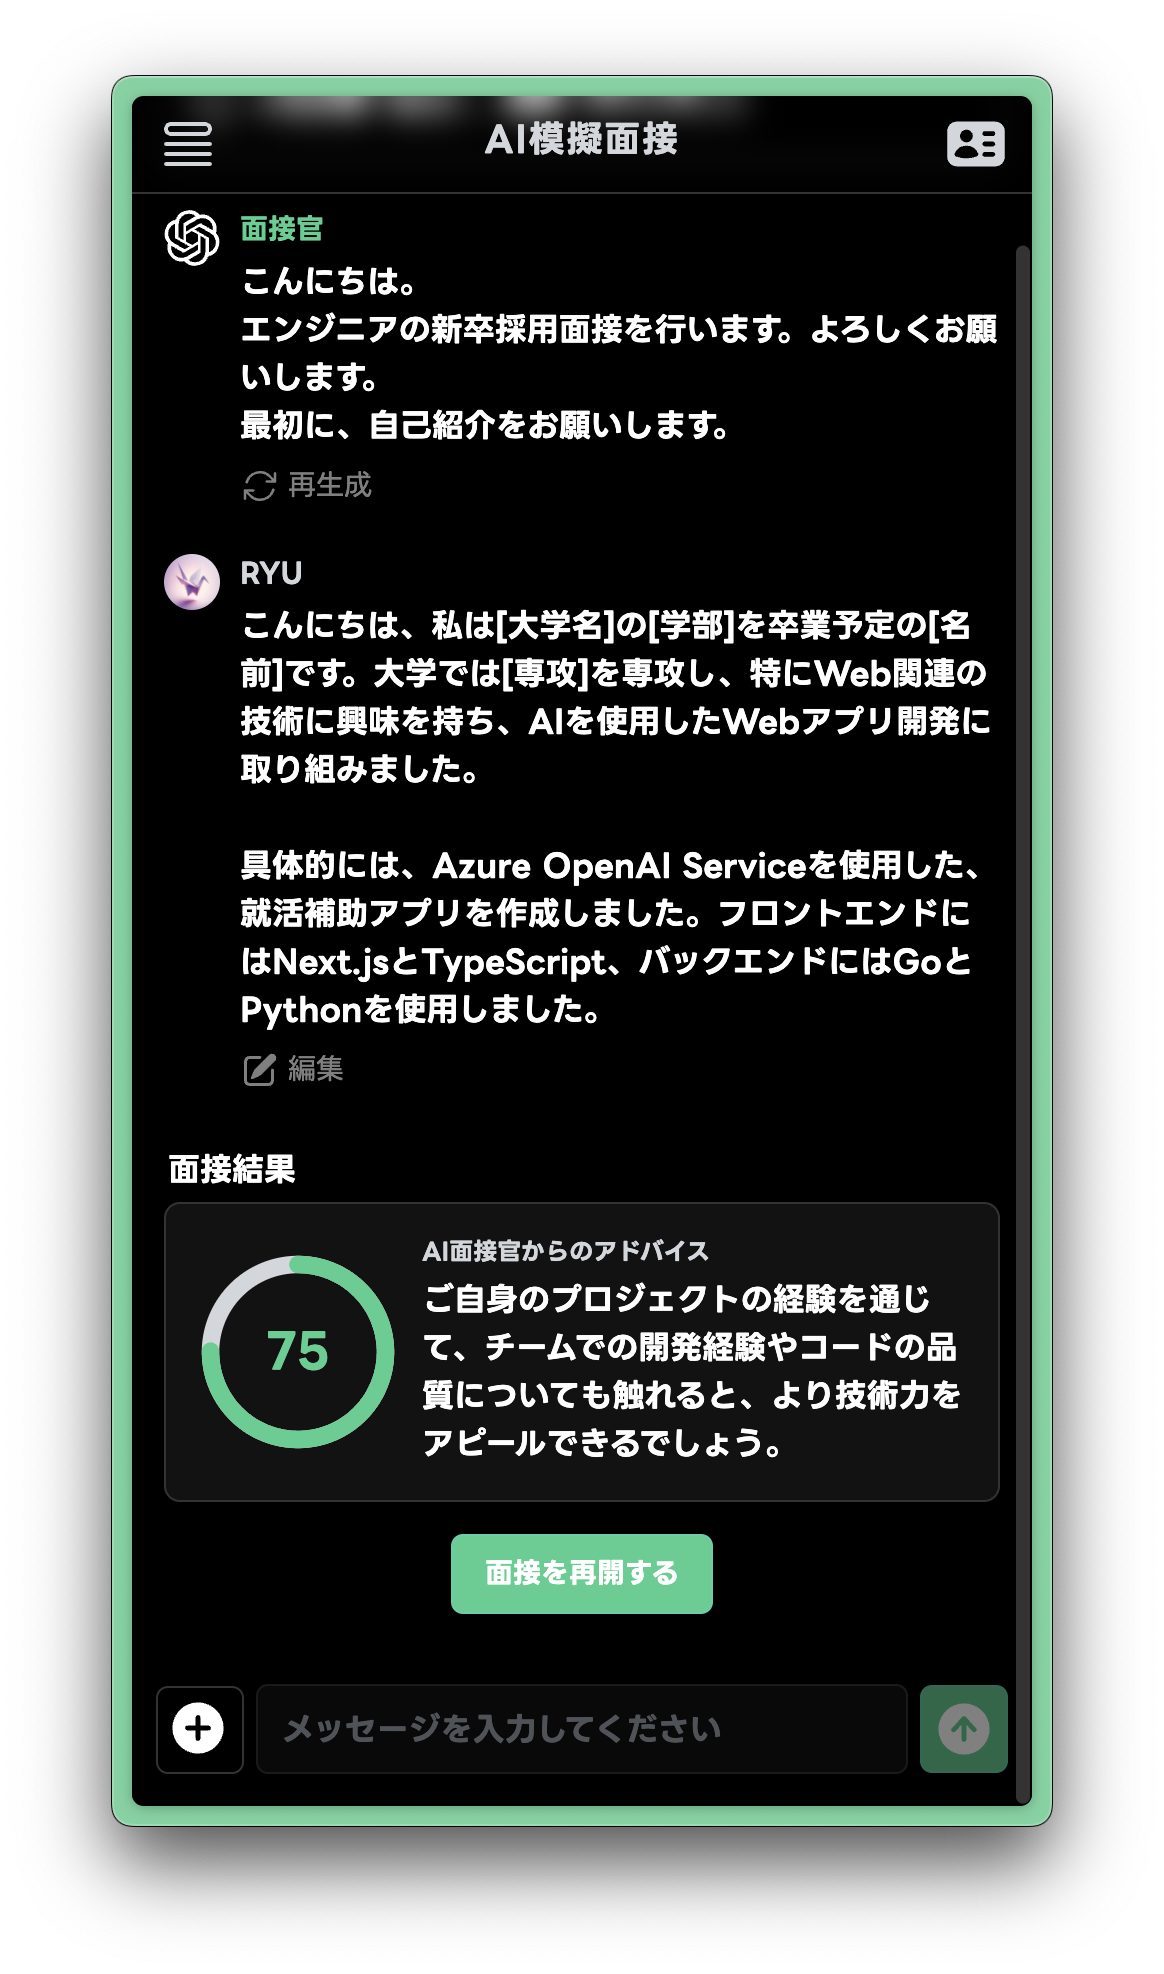 AI模擬面接
面接官
こんにちは。
エンジニアの新卒採用面接を行います。よろしくお願
いします。
最初に、自己紹介をお願いします。
再生成
RYU
こんにちは、私は[大学名]の[学部]を卒業予定の[名
前]です。大学では[専攻]を専攻し、特にWeb関連の
技術に興味を持ち、AIを使用したWebアプリ開発に
取り組みました。
具体的には、Azure OpenAI Serviceを使用した、
就活補助アプリを作成しました。フロントエンドに
はNext.jsとTypeScript、バックエンドにはGoと
Pythonを使用しました。
編集
面接結果
75
AI面接官からのアドバイス
ご自身のプロジェクトの経験を通じ
て、チームでの開発経験やコードの品
質についても触れると、より技術力を
アピールできるでしょう。
面接を再開する
メッセージを入力してください